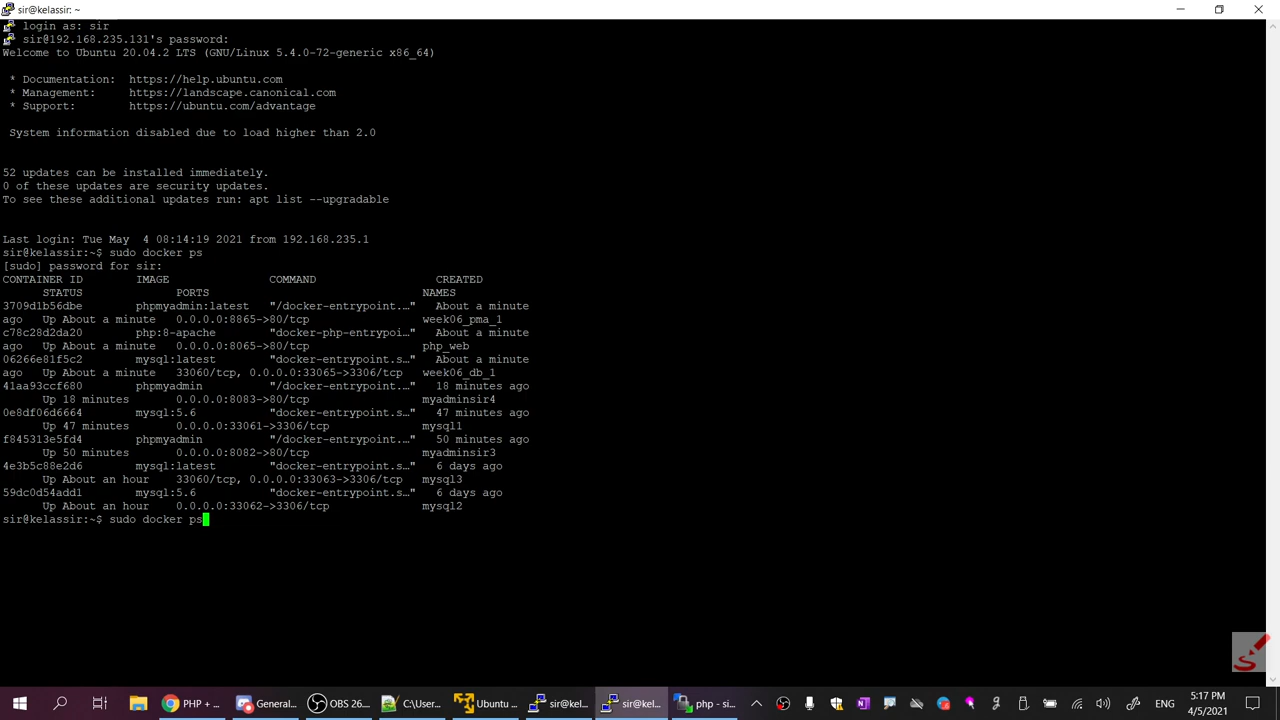 sir@kelassir: ~
login as: sir
sir@192.168.235.131's password:
Welcome to Ubuntu 20.04.2 LTS (GNU/Linux 5.4.0-72-generic x86_64)
* Documentation:  https://help.ubuntu.com
* Management:     https://landscape.canonical.com
* Support:        https://ubuntu.com/advantage
System information disabled due to load higher than 2.0
52 updates can be installed immediately.
0 of these updates are security updates.
To see these additional updates run: apt list --upgradable
Last login: Tue May  4 08:14:19 2021 from 192.168.235.1
sir@kelassir:~$ sudo docker ps
[sudo] password for sir:
CONTAINER ID        IMAGE               COMMAND                  CREATED
STATUS              PORTS                                NAMES
3709d1b56dbe        phpmyadmin:latest   "/docker-entrypoint.…"   About a minute
ago   Up About a minute   0.0.0.0:8865->80/tcp                 week06_pma_1
c78c28d2da20        php:8-apache        "docker-php-entrypoi…"   About a minute
ago   Up About a minute   0.0.0.0:8065->80/tcp                 php_web
06266e81f5c2        mysql:latest        "docker-entrypoint.s…"   About a minute
ago   Up About a minute   33060/tcp, 0.0.0.0:33065->3306/tcp   week06_db_1
41aa93ccf680        phpmyadmin          "/docker-entrypoint.…"   18 minutes ago
Up 18 minutes       0.0.0.0:8083->80/tcp                 myadminsir4
0e8df06d6664        mysql:5.6           "docker-entrypoint.s…"   47 minutes ago
Up 47 minutes       0.0.0.0:33061->3306/tcp              mysql1
f845313e5fd4        phpmyadmin          "/docker-entrypoint.…"   50 minutes ago
Up 50 minutes       0.0.0.0:8082->80/tcp                 myadminsir3
4e3b5c88e2d6        mysql:latest        "docker-entrypoint.s…"   6 days ago
Up About an hour    33060/tcp, 0.0.0.0:33063->3306/tcp   mysql3
59dc0d54add1        mysql:5.6           "docker-entrypoint.s…"   6 days ago
Up About an hour    0.0.0.0:33062->3306/tcp              mysql2
sir@kelassir:~$ sudo docker ps
PHP + ... General... OBS 26.... C:\User... Ubuntu ... sir@kel... sir@kel... php - si... ENG 5:17 PM
4/5/2021